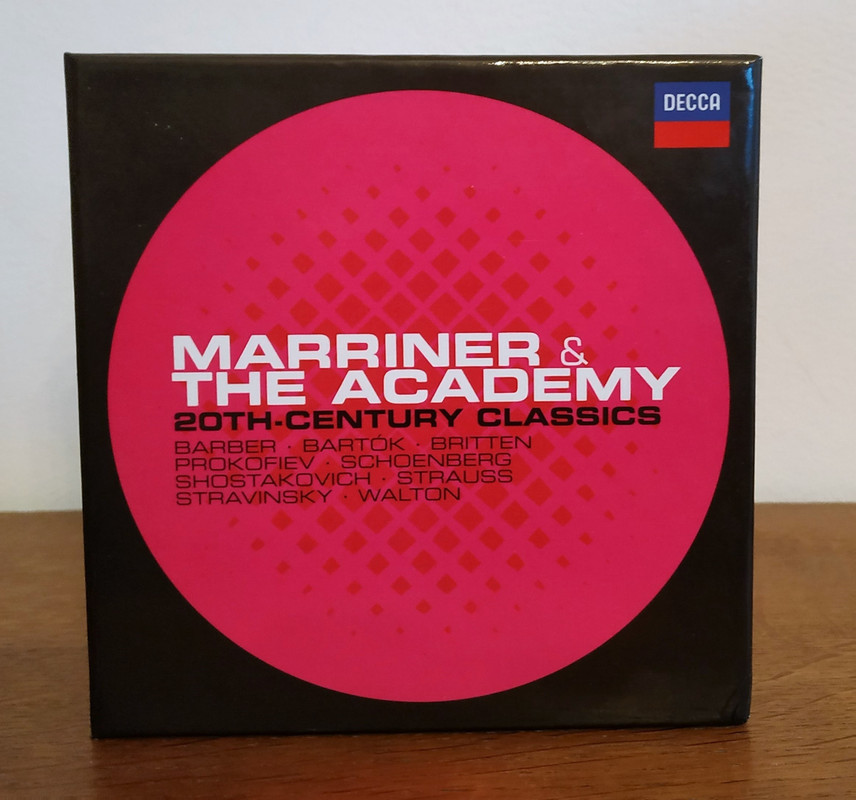 DECCA
MARRINER &
THE ACADEMY
20TH-CENTURY CLASSICS
BARBER · BARTÓK · BRITTEN
PROKOFIEV · SCHOENBERG
SHOSTAKOVICH · STRAUSS
STRAVINSKY · WALTON